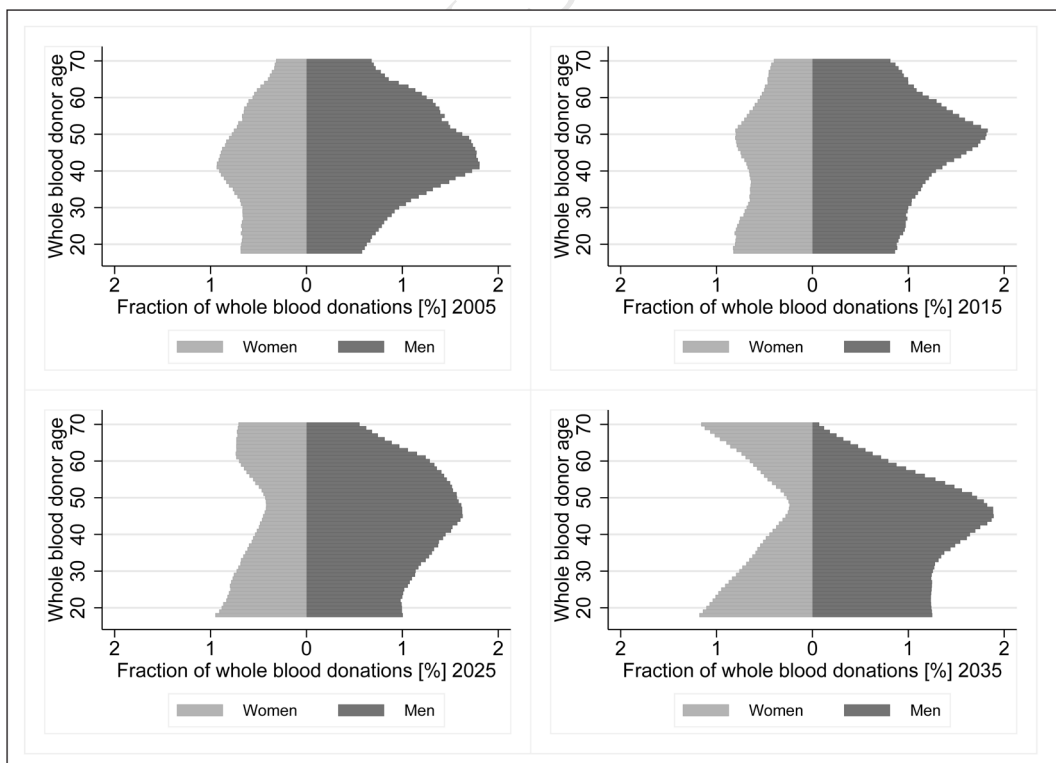 Whole blood donor age
70
60
50
40
30
20
2 1 0 1 2
Fraction of whole blood donations [%] 2005
Women Men
Whole blood donor age
70
60
50
40
30
20
2 1 0 1 2
Fraction of whole blood donations [%] 2015
Women Men
Whole blood donor age
70
60
50
40
30
20
2 1 0 1 2
Fraction of whole blood donations [%] 2025
Women Men
Whole blood donor age
70
60
50
40
30
20
2 1 0 1 2
Fraction of whole blood donations [%] 2035
Women Men